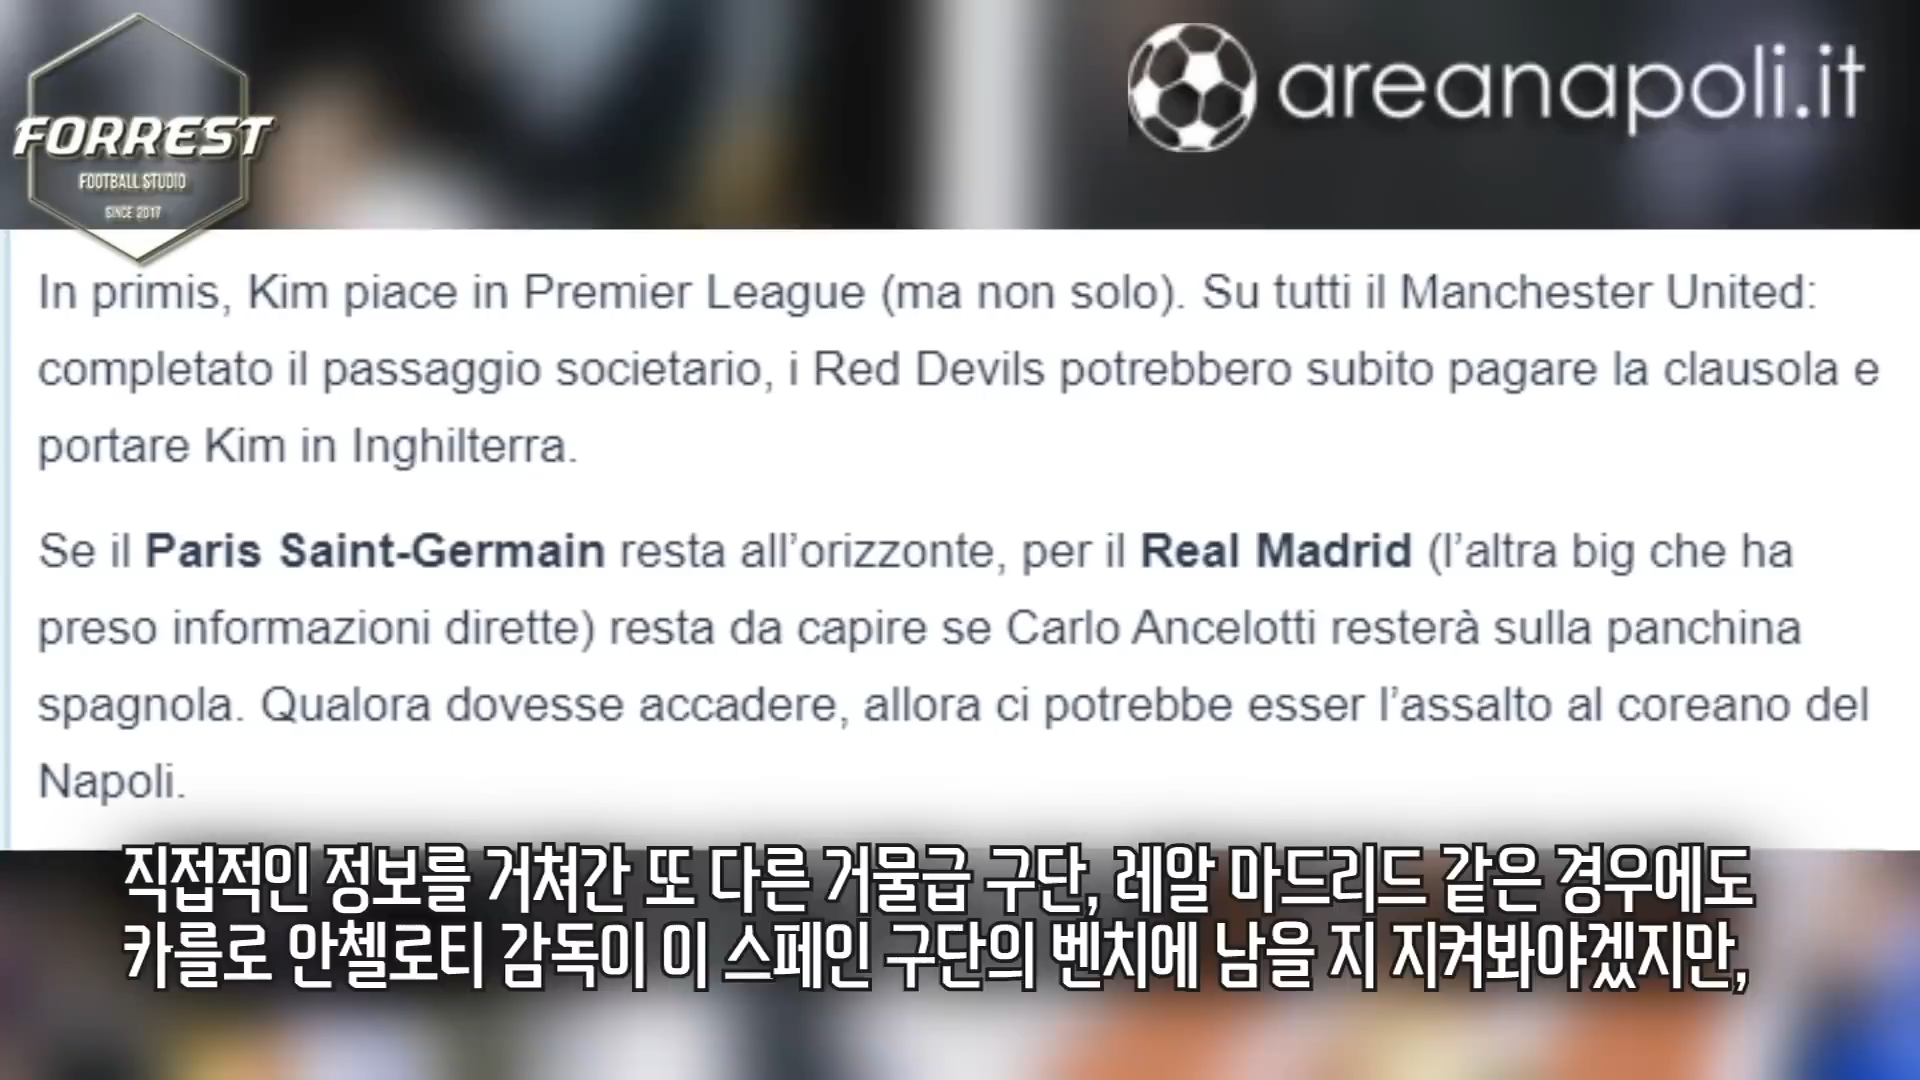 FORREST
FOOTBALL STUDIO
SINCE 2017
areanapoli.it
In primis, Kim piace in Premier League (ma non solo). Su tutti il Manchester United:
completato il passaggio societario, i Red Devils potrebbero subito pagare la clausola e
portare Kim in Inghilterra.
Se il Paris Saint-Germain resta all’orizzonte, per il Real Madrid (l’altra big che ha
preso informazioni dirette) resta da capire se Carlo Ancelotti resterà sulla panchina
spagnola. Qualora dovesse accadere, allora ci potrebbe esser l’assalto al coreano del
Napoli.
직접적인 정보를 거쳐간 또 다른 거물급 구단, 레알 마드리드 같은 경우에도
카를로 안첼로티 감독이 이 스페인 구단의 벤치에 남을 지 지켜봐야겠지만,